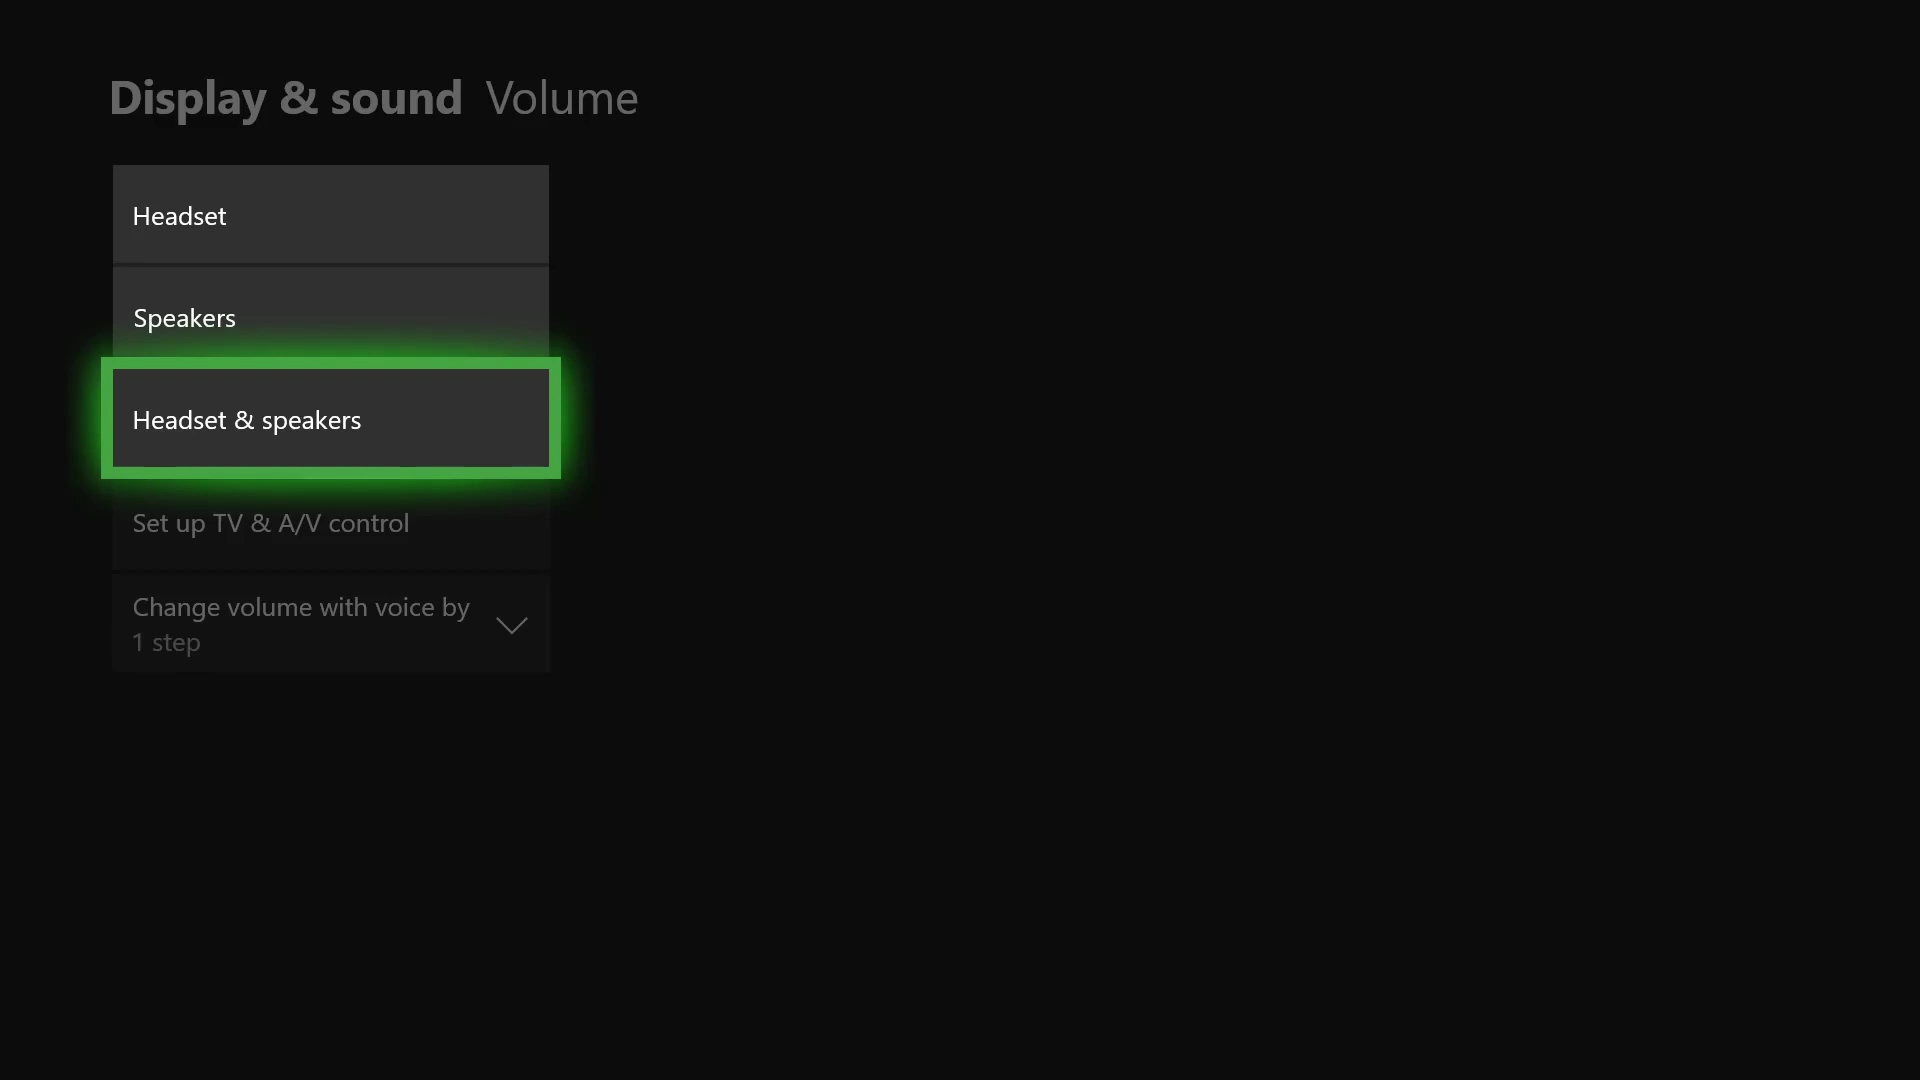 Display & sound Volume
Headset
Speakers
Headset & speakers
Set up TV & A/V control
Change volume with voice by
1 step